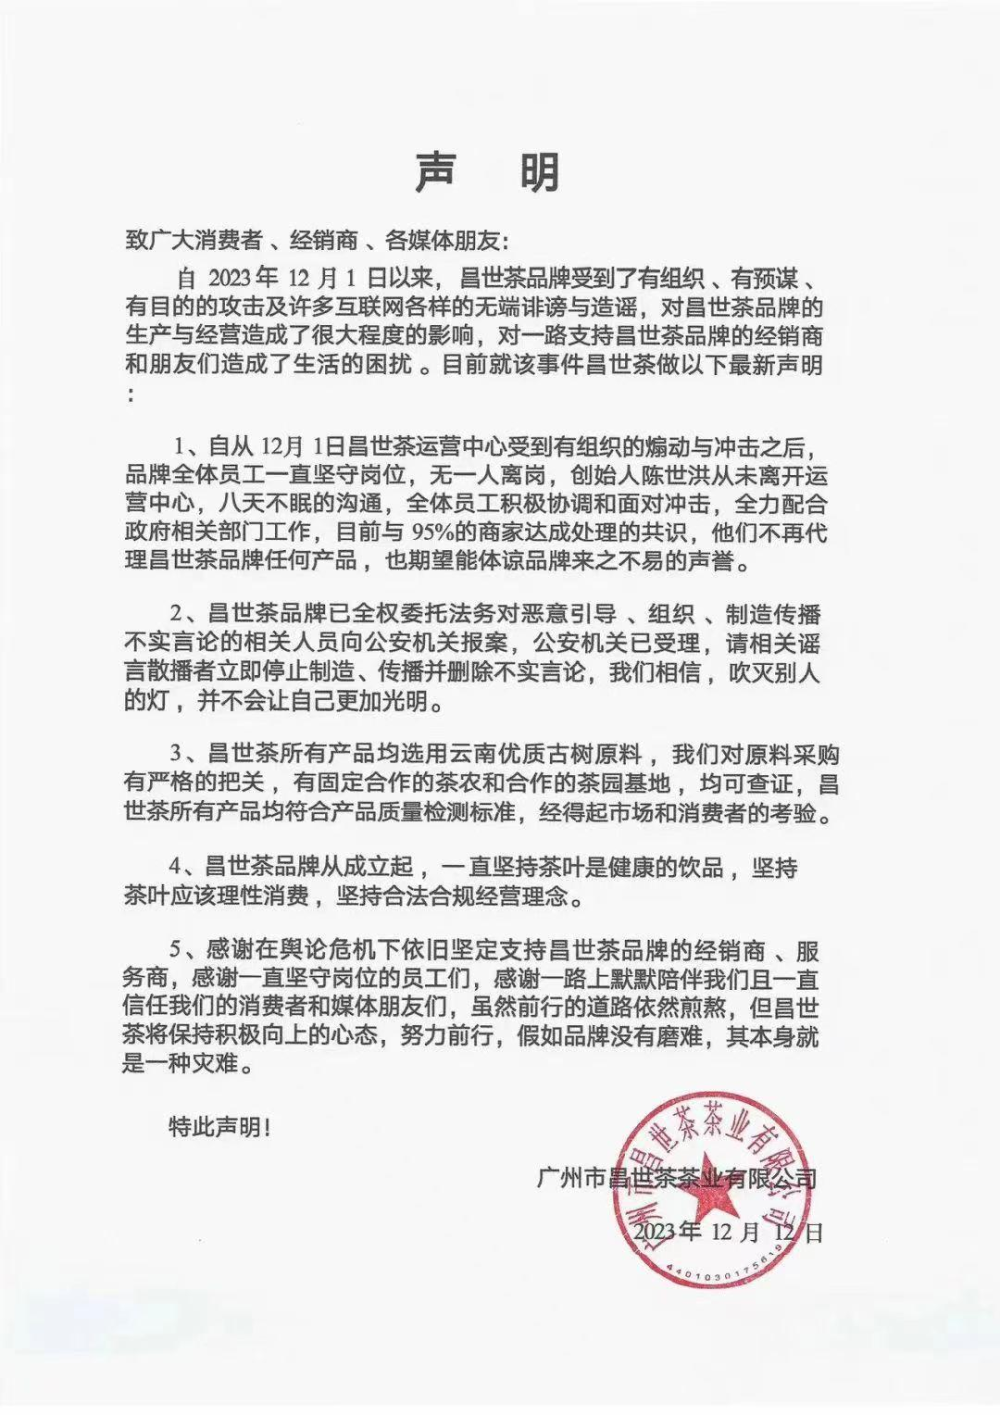 声 明
致广大消费者、经销商、各媒体朋友：
自 2023年 12 月 1 日以来，昌世茶品牌受到了有组织、有预谋、
有目的的攻击及许多互联网各样的无端诽谤与造谣，对昌世茶品牌的
生产与经营造成了很大程度的影响，对一路支持昌世茶品牌的经销商
和朋友们造成了生活的困扰。目前就该事件昌世茶做以下最新声明
：
1、自从 12月 1日昌世茶运营中心受到有组织的煽动与冲击之后，
品牌全体员工一直坚守岗位，无一人离岗，创始人陈世洪从未离开运
营中心，八天不眠的沟通，全体员工积极协调和面对冲击，全力配合
政府相关部门工作，目前与 95%的商家达成处理的共识，他们不再代
理昌世茶品牌任何产品，也期望能体谅品牌来之不易的声誉。
2、昌世茶品牌已全权委托法务对恶意引导、组织、制造传播
不实言论的相关人员向公安机关报案，公安机关已受理，请相关谣
言散播者立即停止制造、传播并删除不实言论，我们相信，吹灭别人
的灯，并不会让自己更加光明。
3、昌世茶所有产品均选用云南优质古树原料，我们对原料采购
有严格的把关，有固定合作的茶农和合作的茶园基地，均可查证，昌
世茶所有产品均符合产品质量检测标准，经得起市场和消费者的考验。
4、昌世茶品牌从成立起，一直坚持茶叶是健康的饮品，坚持
茶叶应该理性消费，坚持合法合规经营理念。
5、感谢在舆论危机下依旧坚定支持昌世茶品牌的经销商、服
务商，感谢一直坚守岗位的员工们，感谢一路上默默陪伴我们且一直
信任我们的消费者和媒体朋友们，虽然前行的道路依然煎熬，但昌世
茶将保持积极向上的心态，努力前行，假如品牌没有磨难，其本身就
是一种灾难。
特此声明！
广州市昌世茶茶业有限公司
2023年 12 月 12 日
广州市昌世茶茶业有限公司
4401030175619